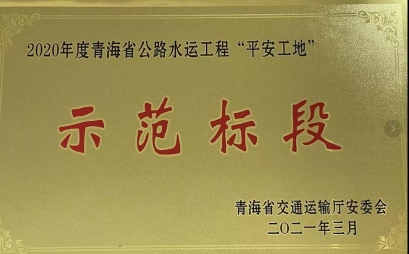 2020年度青海省公路水运工程“平安工地”
示范标段
青海省交通运输厅安委会
二〇二一年三月